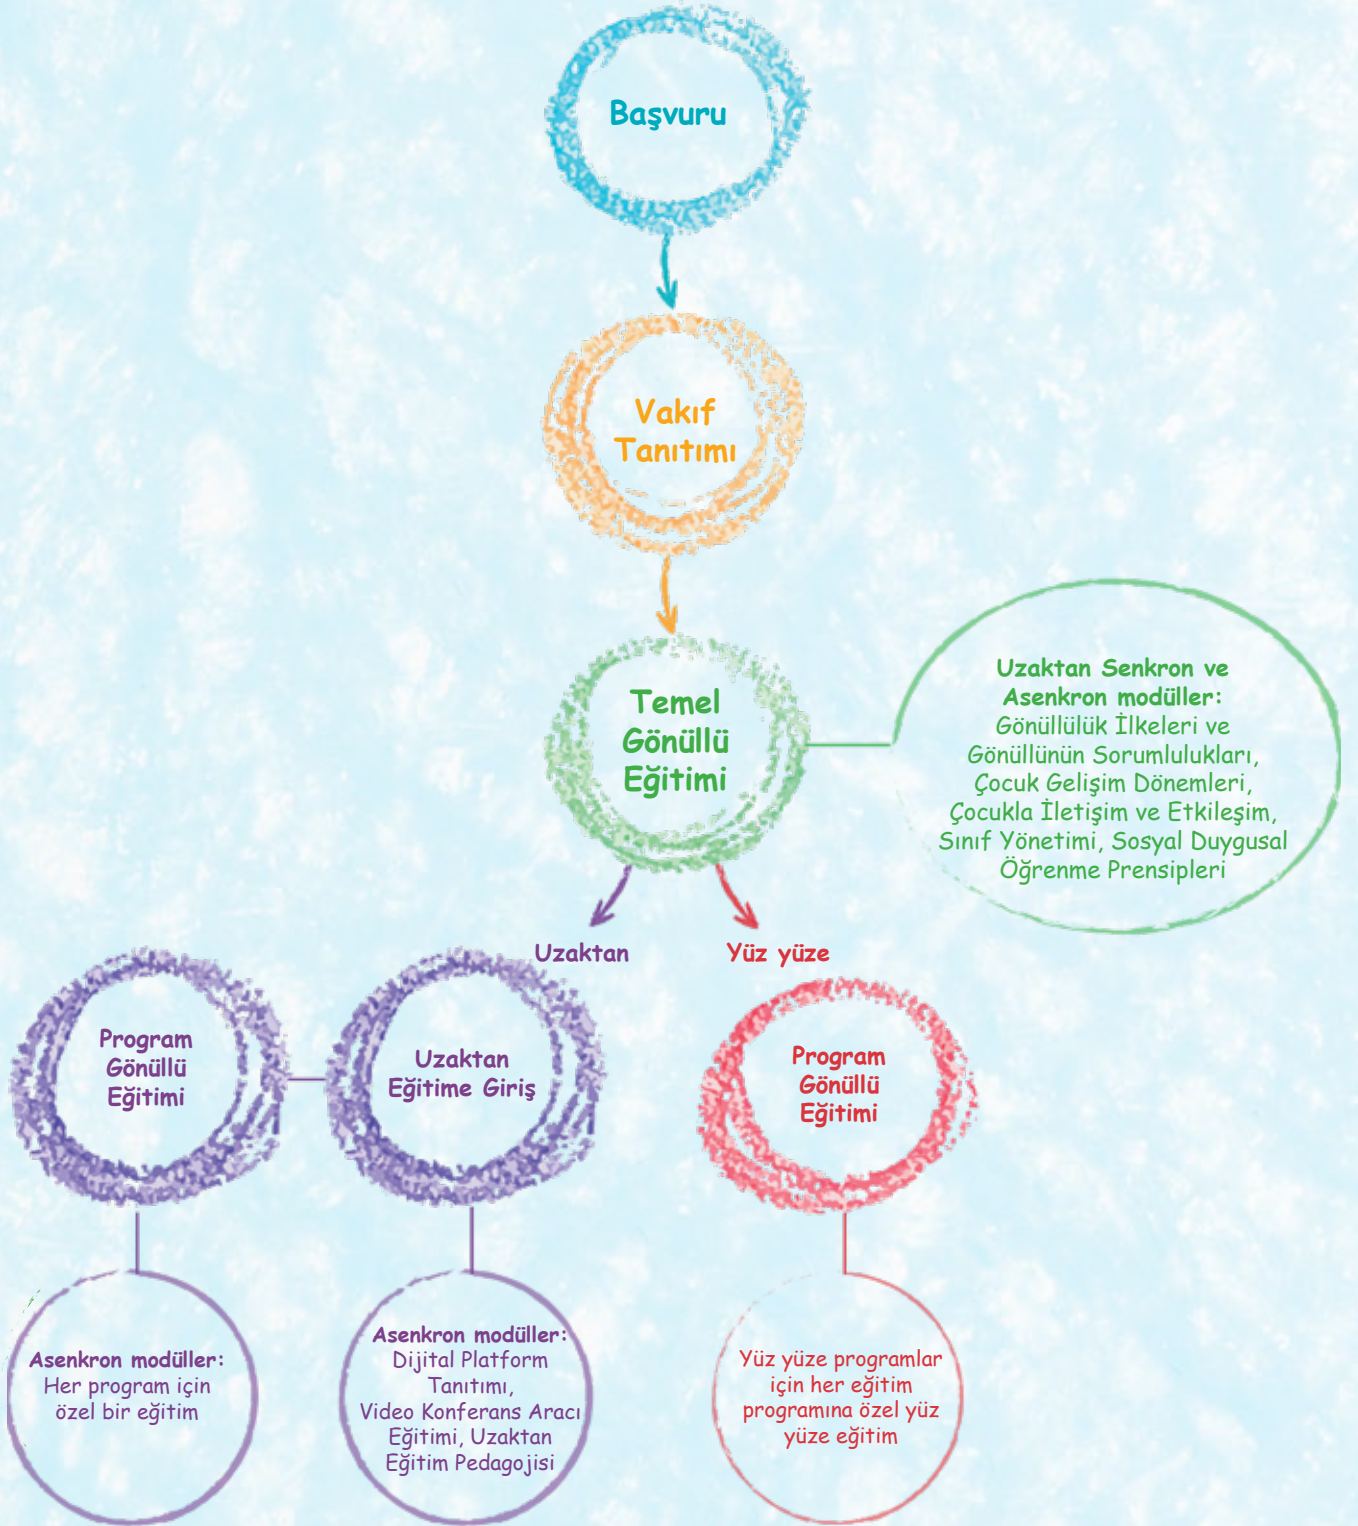 Başvuru
Vakıf
Tanıtımı
Temel
Gönüllü
Eğitimi
Uzaktan Senkron ve
Asenkron modüller:
Gönüllülük İlkeleri ve
Gönüllünün Sorumlulukları,
Çocuk Gelişim Dönemleri,
Çocukla İletişim ve Etkileşim,
Sınıf Yönetimi, Sosyal Duygusal
Öğrenme Prensipleri
Uzaktan
Yüz yüze
Program
Gönüllü
Eğitimi
Uzaktan
Eğitime Giriş
Program
Gönüllü
Eğitimi
Asenkron modüller:
Her program için
özel bir eğitim
Asenkron modüller:
Dijital Platform
Tanıtımı,
Video Konferans Aracı
Eğitimi, Uzaktan
Eğitim Pedagojisi
Yüz yüze programlar
için her eğitim
programına özel yüz
yüze eğitim